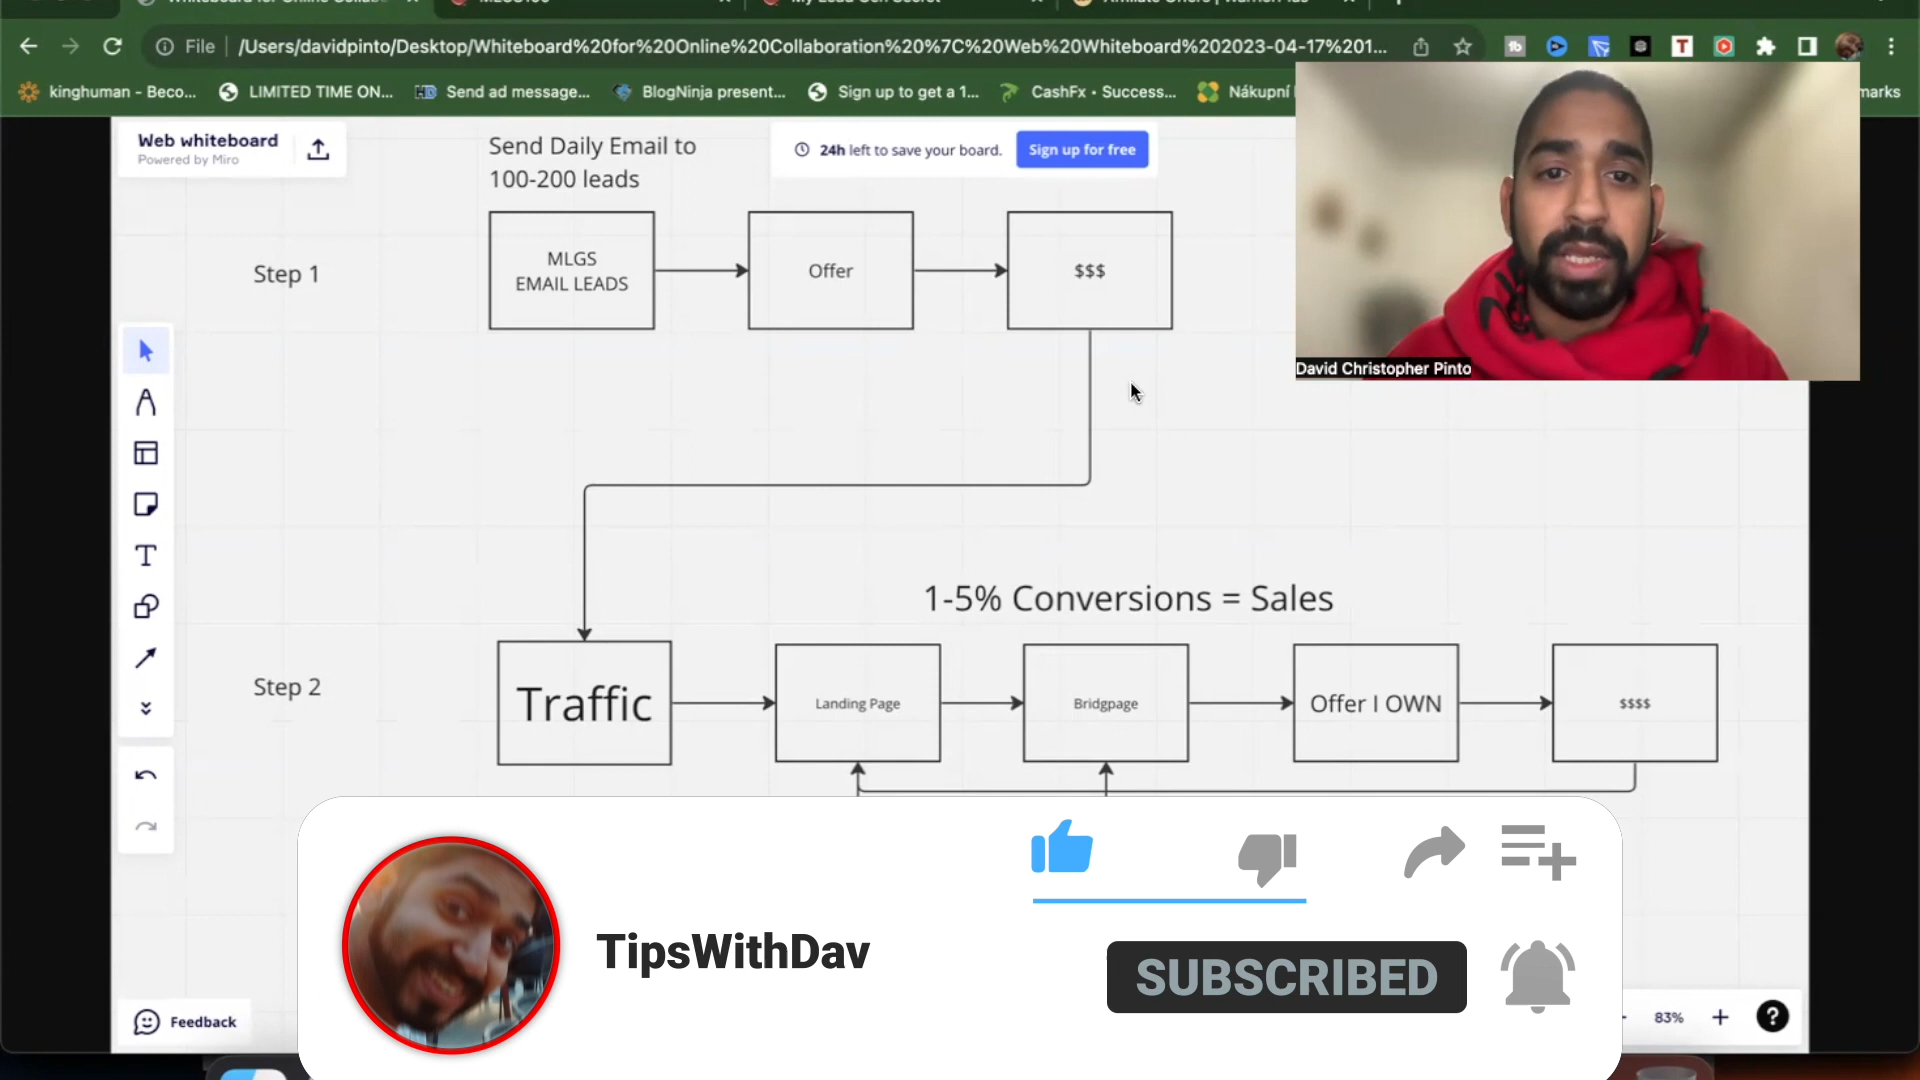 File
/Users/davidpinto/Desktop/Whiteboard%20for%20Online%20Collaboration%20%7C%20Web%20Whiteboard%202023-04-17%201...
kinghuman - Beco...
LIMITED TIME ON...
Send ad message...
BlogNinja present...
Sign up to get a 1...
CashFx • Success...
Nákupní
marks
Web whiteboard
Powered by Miro
Send Daily Email to
100-200 leads
24h left to save your board.
Sign up for free
David Christopher Pinto
Step 1
MLGS
EMAIL LEADS
Offer
$$$
1-5% Conversions = Sales
Step 2
Traffic
Landing Page
Bridgpage
Offer I OWN
$$$$
TipsWithDav
SUBSCRIBED
Feedback
83%